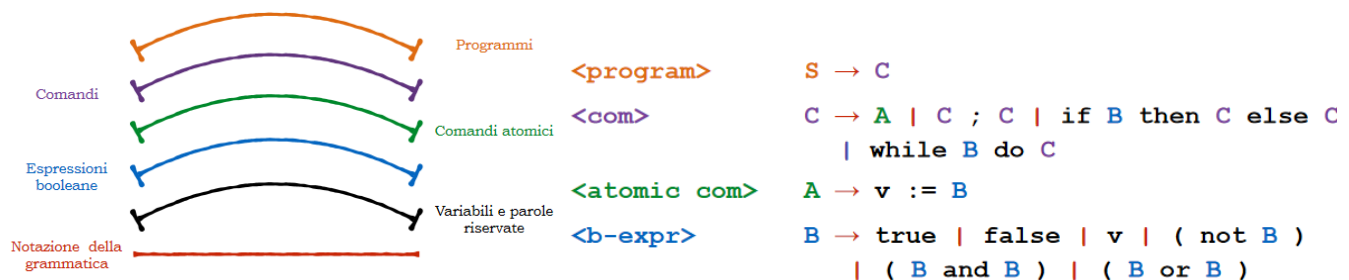 Programmi
Comandi
Comandi atomici
Espressioni
booleane
Variabili e parole
riservate
Notazione della
grammatica
<program> S → C
<com> C → A | C ; C | if B then C else C
| while B do C
<atomic com> A → v := B
<b-expr> B → true | false | v | ( not B )
| ( B and B ) | ( B or B )